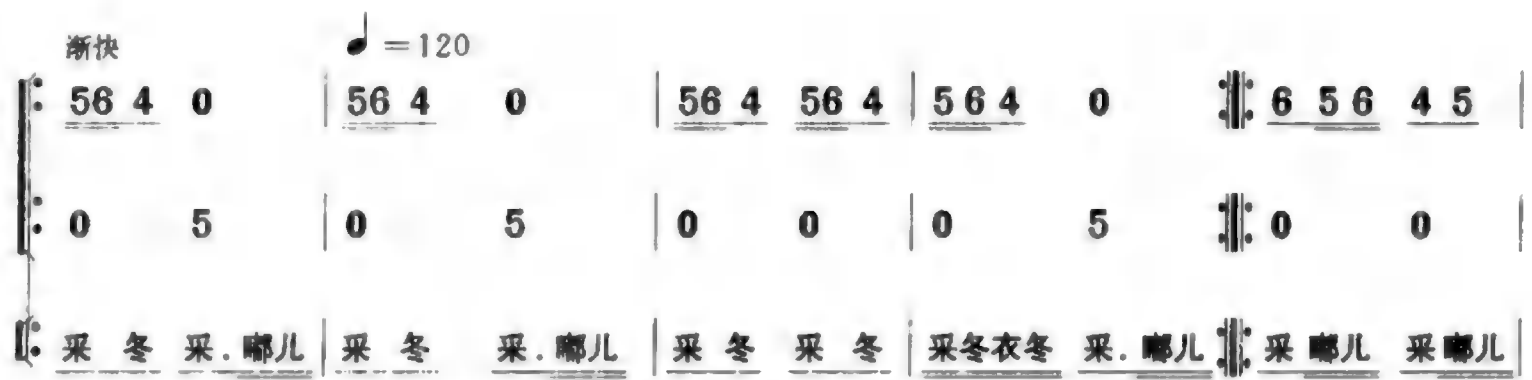 渐快 ♩=120
56 4 0 | 56 4 0 | 56 4 56 4 | 5 6 4 0 | 6 5 6 4 5 |
0 5 | 0 5 | 0 0 | 0 5 | 0 0 |
采 冬 采.嘟儿 | 采 冬 采.嘟儿 | 采 冬 采 冬 | 采冬衣冬 采.嘟儿 | 采 嘟儿 采嘟儿 |